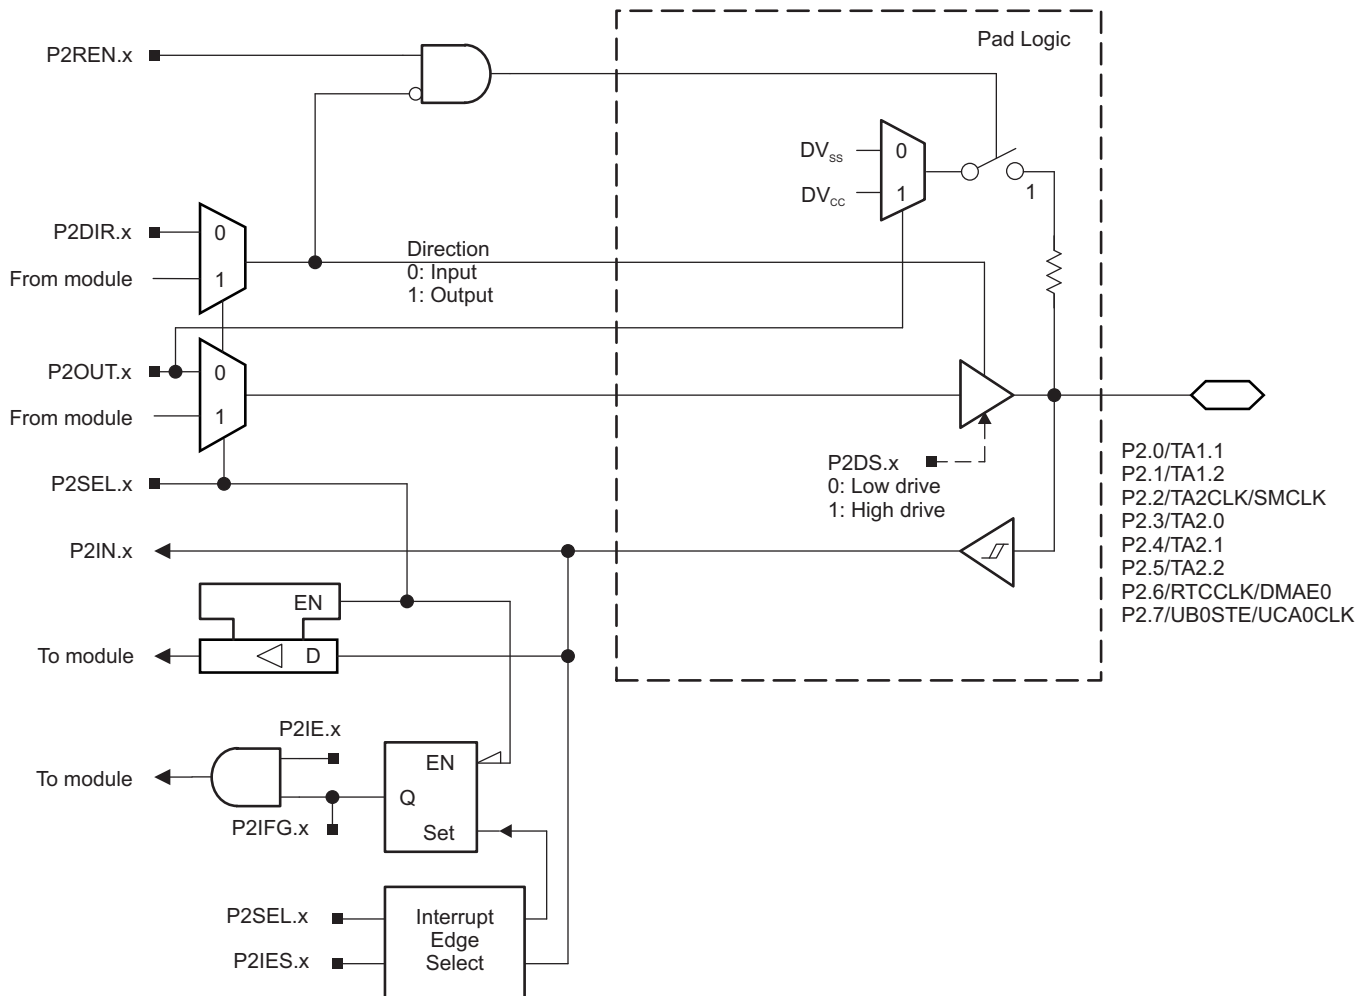 Pad Logic
P2REN.x
DVSS
0
DVCC
1
1
P2DIR.x
0
From module
1
Direction
0: Input
1: Output
P2OUT.x
0
From module
1
P2SEL.x
P2DS.x
0: Low drive
1: High drive
P2IN.x
P2.0/TA1.1
P2.1/TA1.2
P2.2/TA2CLK/SMCLK
P2.3/TA2.0
P2.4/TA2.1
P2.5/TA2.2
P2.6/RTCCLK/DMAE0
P2.7/UB0STE/UCA0CLK
EN
To module
D
P2IE.x
EN
To module
Q
P2IFG.x
Set
P2SEL.x
P2IES.x
Interrupt
Edge
Select